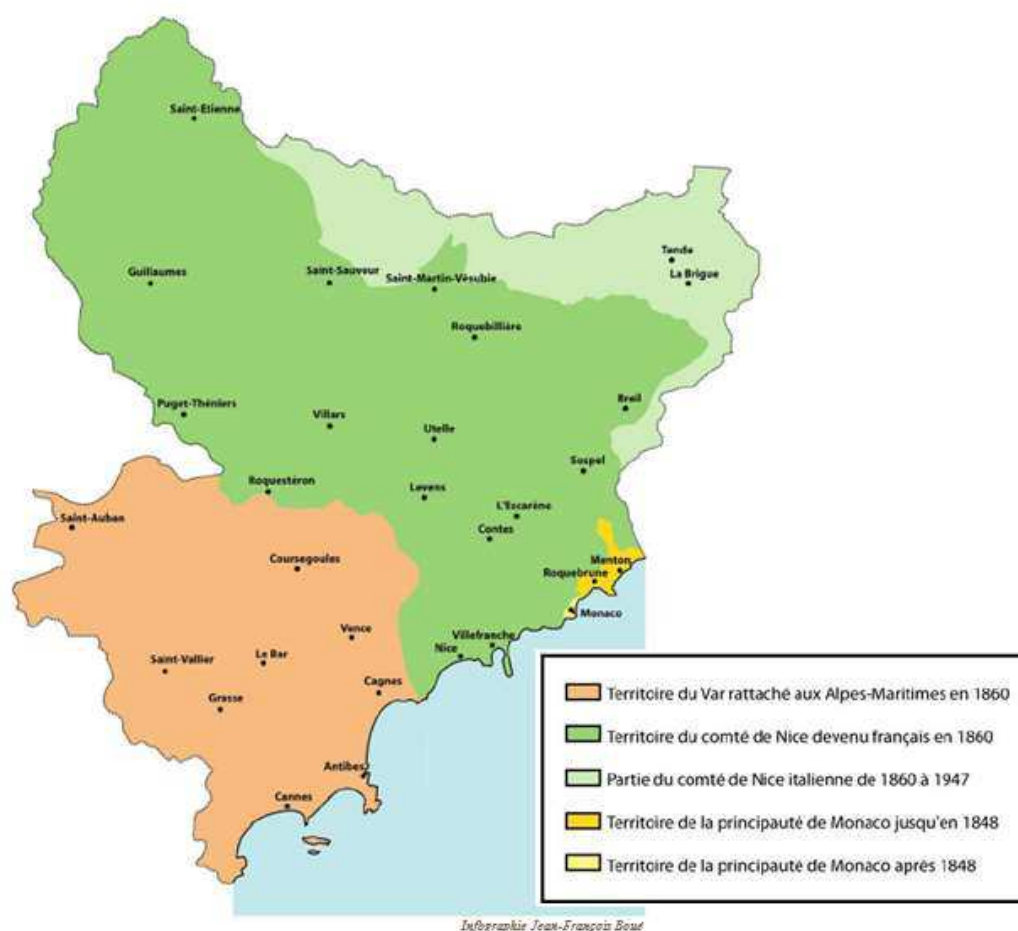 Saint-Etienne
Tende
La Brigue
Guillaumes
Saint-Sauveur
Saint-Martin-Vésubie
Roquebillière
Puget-Théniers
Villars
Breil
Utelle
Sospel
Roquestéron
Levens
L'Escarène
Saint-Auban
Contes
Coursegoules
Menton
Roquebrune
Monaco
Vence
Villefranche
Nice
Le Bar
Saint-Vallier
Cagnes
Grasse
Antibes
Cannes
Territoire du Var rattaché aux Alpes-Maritimes en 1860
Territoire du comté de Nice devenu français en 1860
Partie du comté de Nice italienne de 1860 à 1947
Territoire de la principauté de Monaco jusqu'en 1848
Territoire de la principauté de Monaco après 1848
Infographie Jean-François Boué